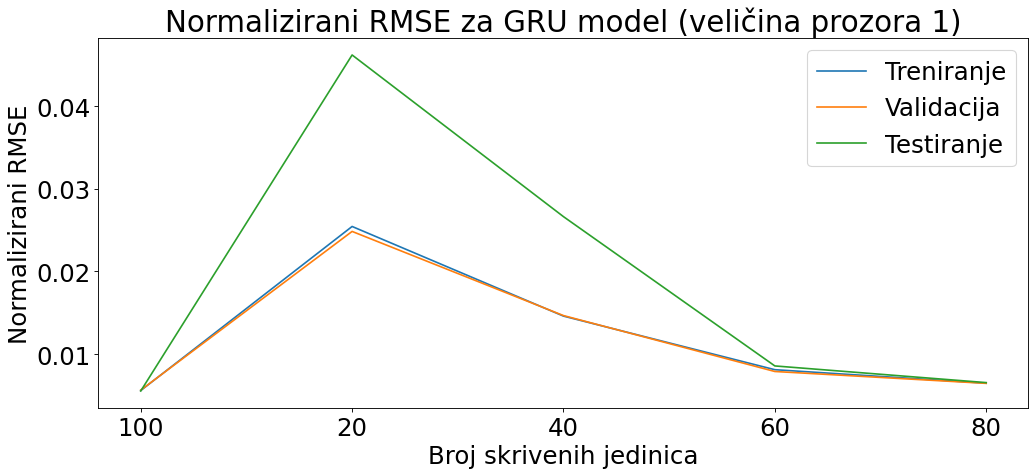 Normalizirani RMSE za GRU model (veličina prozora 1)
Treniranje
Validacija
Testiranje
Normalizirani RMSE
0.04
0.03
0.02
0.01
100 20 40 60 80
Broj skrivenih jedinica